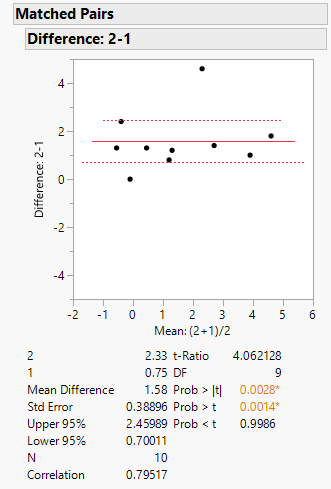 Matched Pairs
Difference: 2-1
4
2
0
-2
-4
Difference: 2-1
-2 -1 0 1 2 3 4 5 6
Mean: (2+1)/2
2 2.33 t-Ratio 4.062128
1 0.75 DF 9
Mean Difference 1.58 Prob > |t| 0.0028*
Std Error 0.38896 Prob > t 0.0014*
Upper 95% 2.45989 Prob < t 0.9986
Lower 95% 0.70011
N 10
Correlation 0.79517